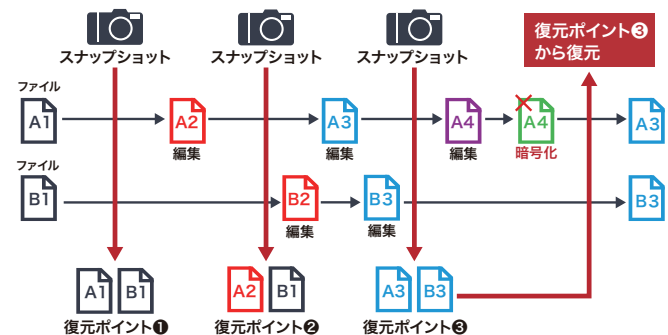 スナップショット
スナップショット
スナップショット
復元ポイント❸
から復元
ファイル
A1
A2
編集
A3
編集
A4
編集
A4
暗号化
A3
ファイル
B1
B2
編集
B3
編集
B3
A1
B1
復元ポイント❶
A2
B1
復元ポイント❷
A3
B3
復元ポイント❸